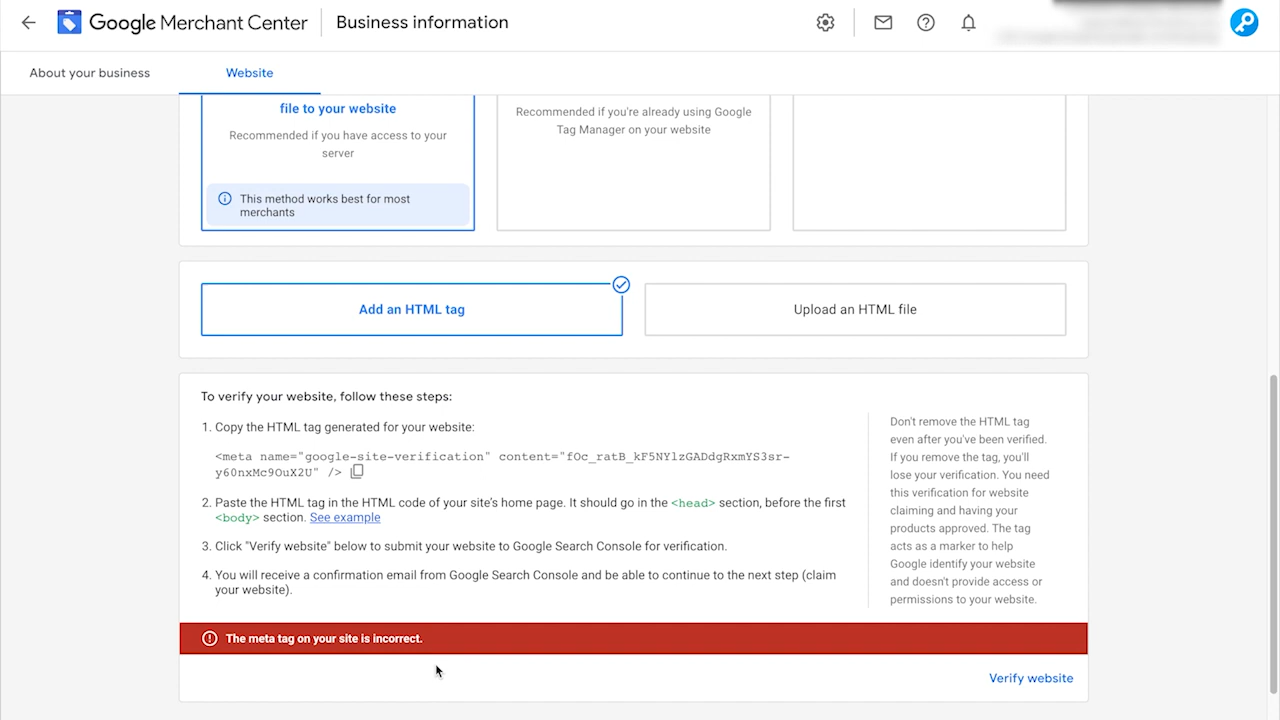 Google Merchant Center
Business information
About your business
Website
file to your website
Recommended if you have access to your
server
This method works best for most
merchants
Recommended if you're already using Google
Tag Manager on your website
Add an HTML tag
Upload an HTML file
To verify your website, follow these steps:
1. Copy the HTML tag generated for your website:
<meta name="google-site-verification" content="fOc_ratB_kF5NYlzGADdgRxmYS3sr-
y60nxMc9OuX2U" />
2. Paste the HTML tag in the HTML code of your site's home page. It should go in the <head> section, before the first
<body> section. See example
3. Click "Verify website" below to submit your website to Google Search Console for verification.
4. You will receive a confirmation email from Google Search Console and be able to continue to the next step (claim
your website).
Don't remove the HTML tag
even after you've been verified.
If you remove the tag, you'll
lose your verification. You need
this verification for website
claiming and having your
products approved. The tag
acts as a marker to help
Google identify your website
and doesn't provide access or
permissions to your website.
The meta tag on your site is incorrect.
Verify website